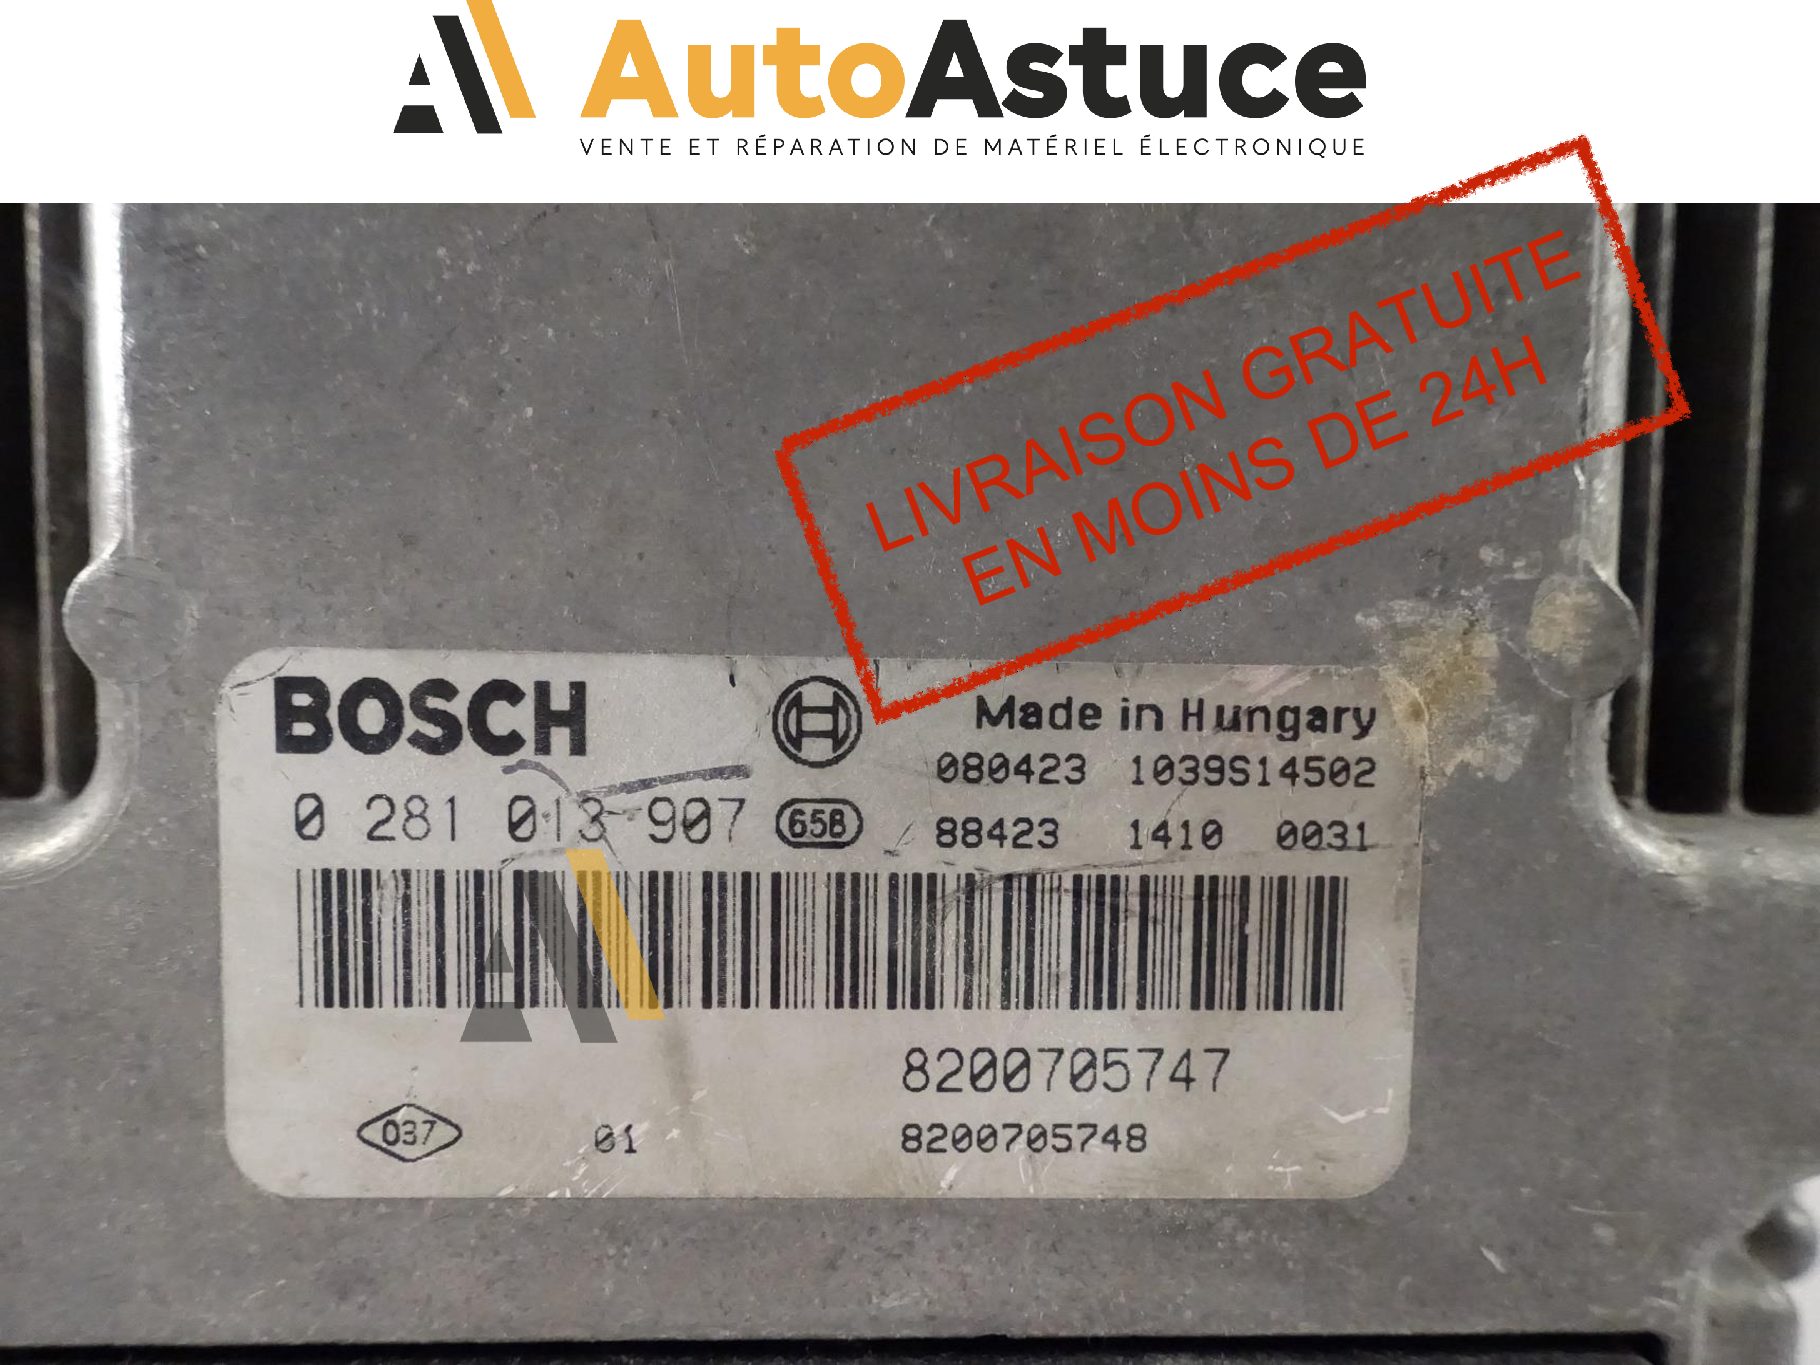 AutoAstuce
VENTE ET RÉPARATION DE MATÉRIEL ÉLECTRONIQUE
LIVRAISON GRATUITE
EN MOINS DE 24H
BOSCH
Made in Hungary
080423 1039S14502
0 281 013 907 65B 88423 1410 0031
8200705747
037 01 8200705748